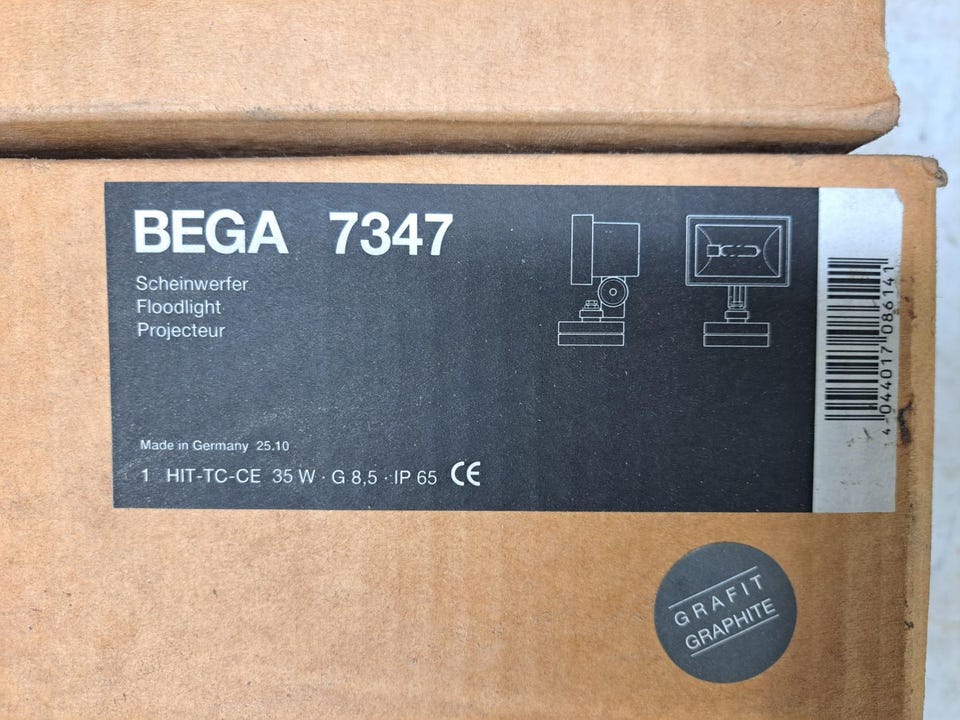 BEGA 7347
Scheinwerfer
Floodlight
Projecteur
Made in Germany 25.10
1 HIT-TC-CE 35 W · G 8,5 · IP 65 CE
4 044017 086141
GRAFIT
GRAPHITE